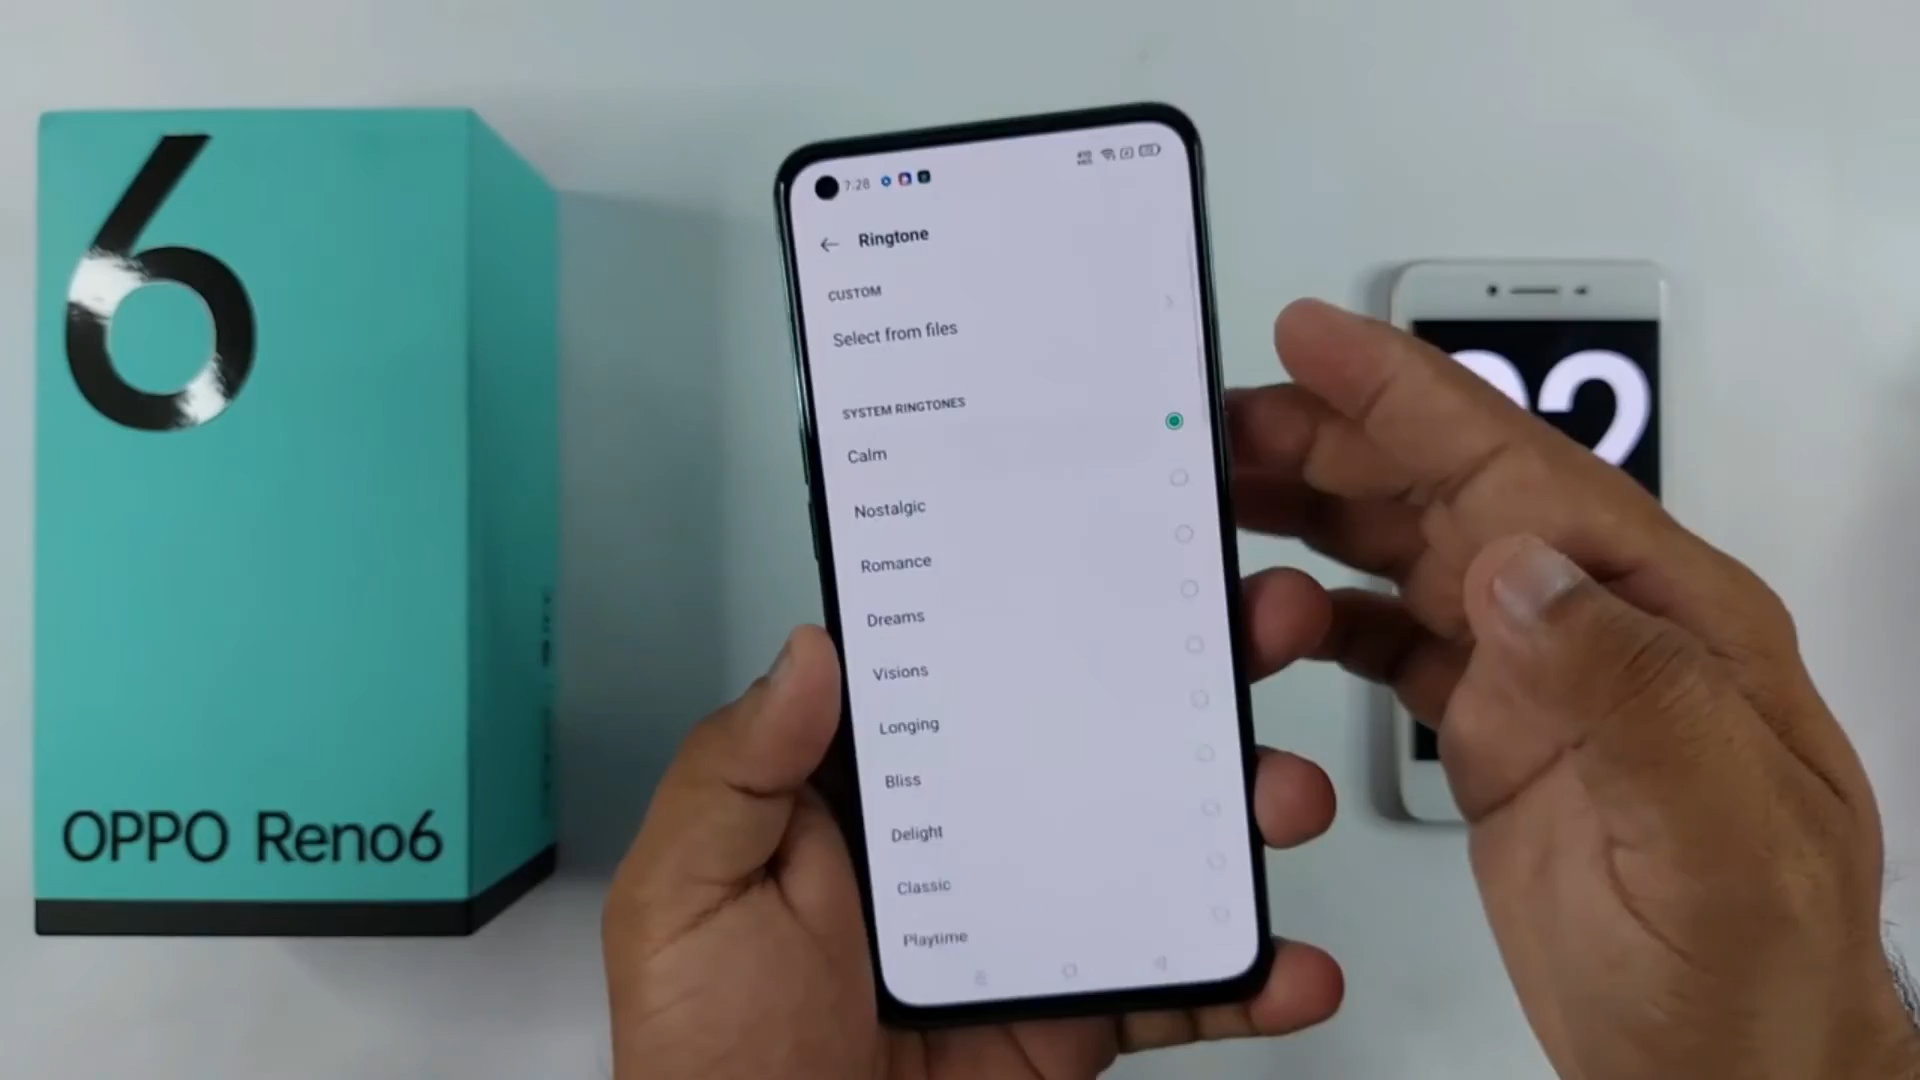 6
OPPO Reno6
7:28
Ringtone
CUSTOM
Select from files
SYSTEM RINGTONES
Calm
Nostalgic
Romance
Dreams
Visions
Longing
Bliss
Delight
Classic
Playtime
2